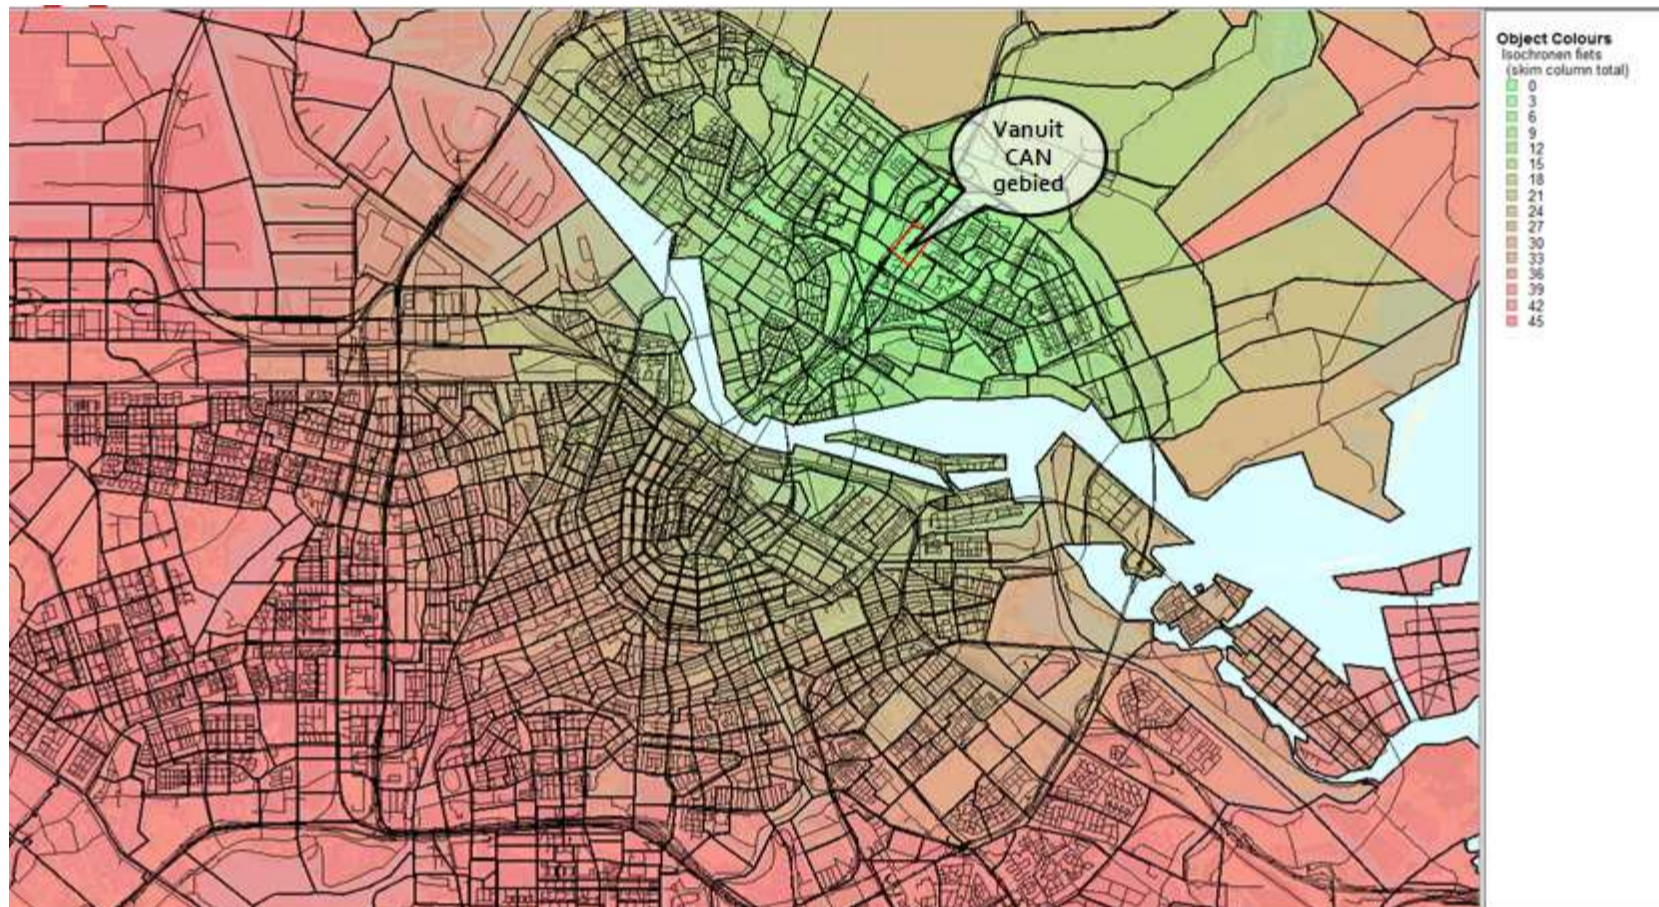 Vanuit
CAN
gebied
Object Colours
Isochronen fiets
(skim column total)
0
3
6
9
12
15
18
21
24
27
30
33
36
39
42
45